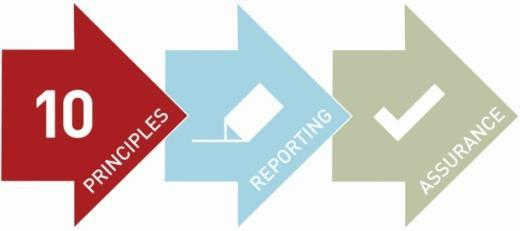 10
PRINCIPLES
REPORTING
ASSURANCE